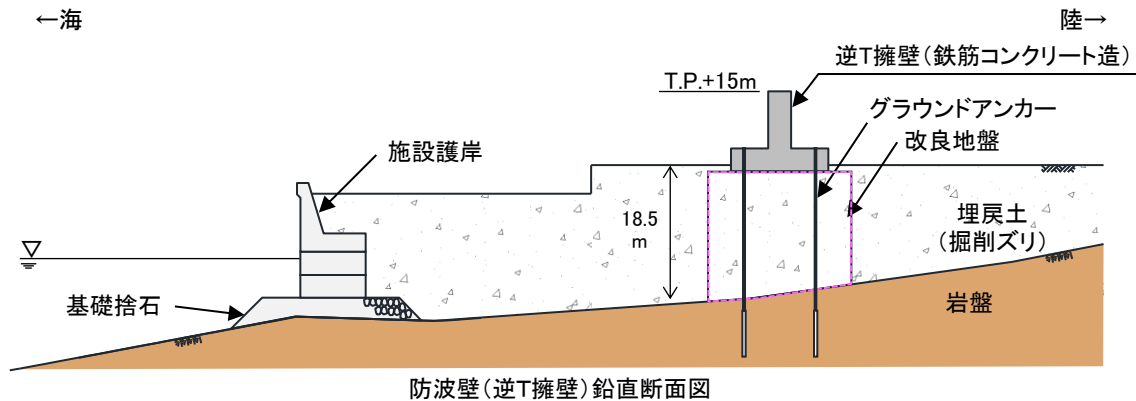 ←海
陸→
逆T擁壁(鉄筋コンクリート造)
T.P.+15m
グラウンドアンカー
改良地盤
施設護岸
18.5
m
埋戻土
(掘削ズリ)
基礎捨石
岩盤
防波壁(逆T擁壁)鉛直断面図